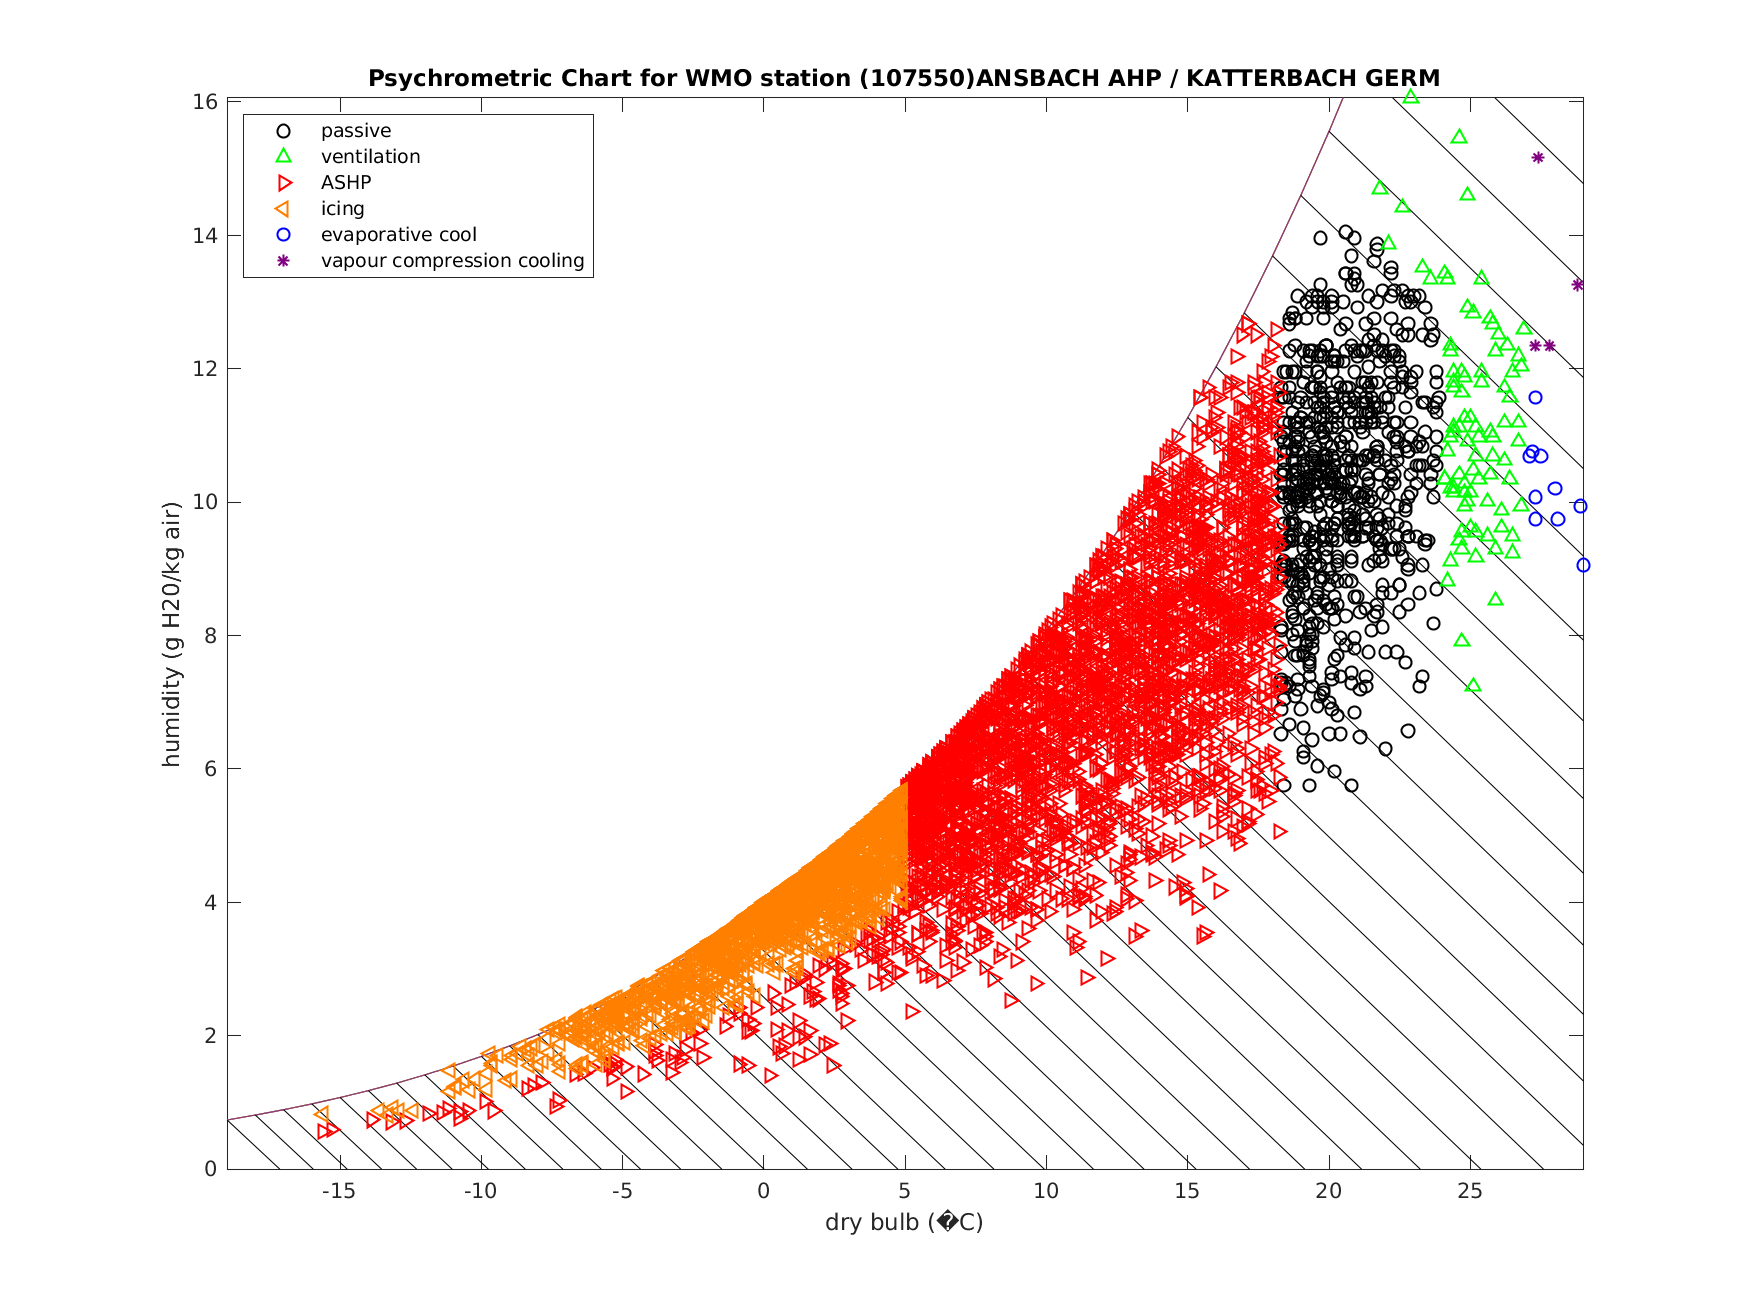 Psychrometric Chart for WMO station (107550)ANSBACH AHP / KATTERBACH GERM
16
14
12
10
8
6
4
2
0
humidity (g H20/kg air)
passive
ventilation
ASHP
icing
evaporative cool
vapour compression cooling
-15 -10 -5 0 5 10 15 20 25
dry bulb (�C)